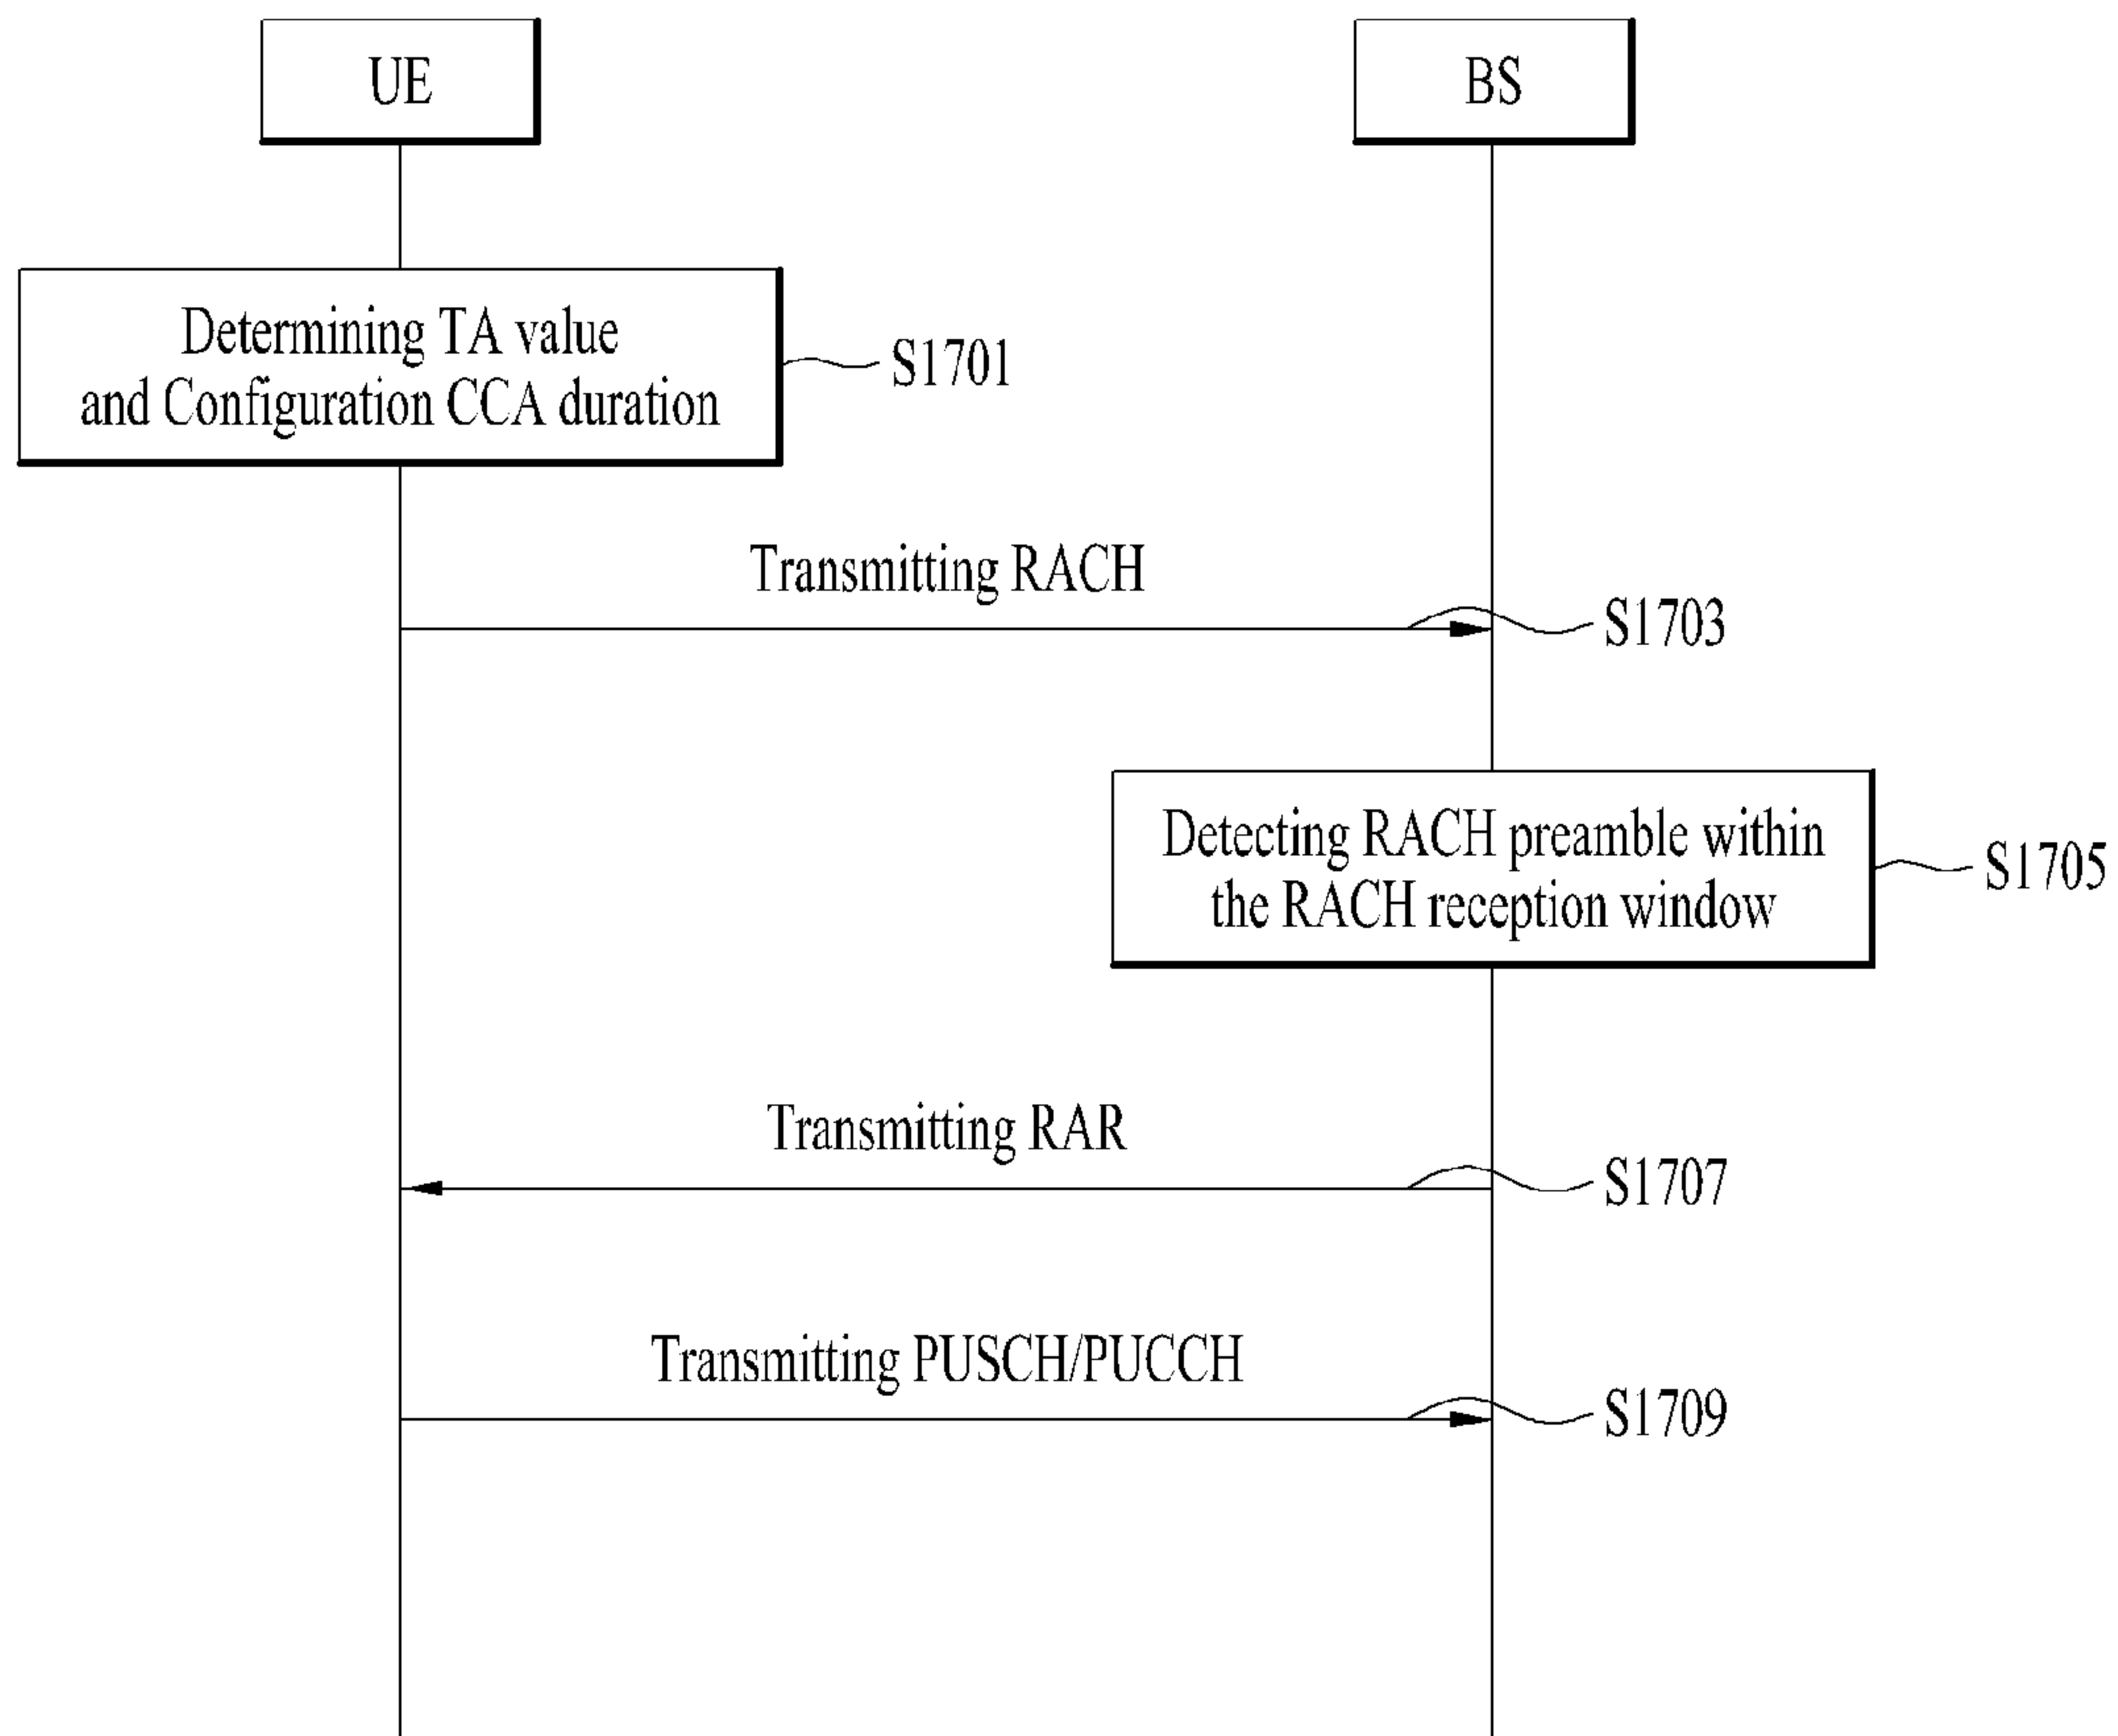 UE
BS
Determining TA value
and Configuration CCA duration
S1701
Transmitting RACH
S1703
Detecting RACH preamble within
the RACH reception window
S1705
Transmitting RAR
S1707
Transmitting PUSCH/PUCCH
S1709